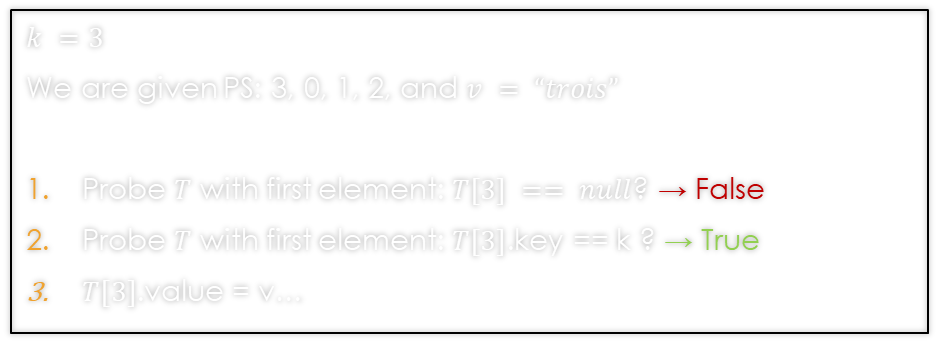 k = 3
We are given PS: 3, 0, 1, 2, and v = “trois”
1. Probe T with first element: T[3] == null? → False
2. Probe T with first element: T[3].key == k ? → True
3. T[3].value = v...